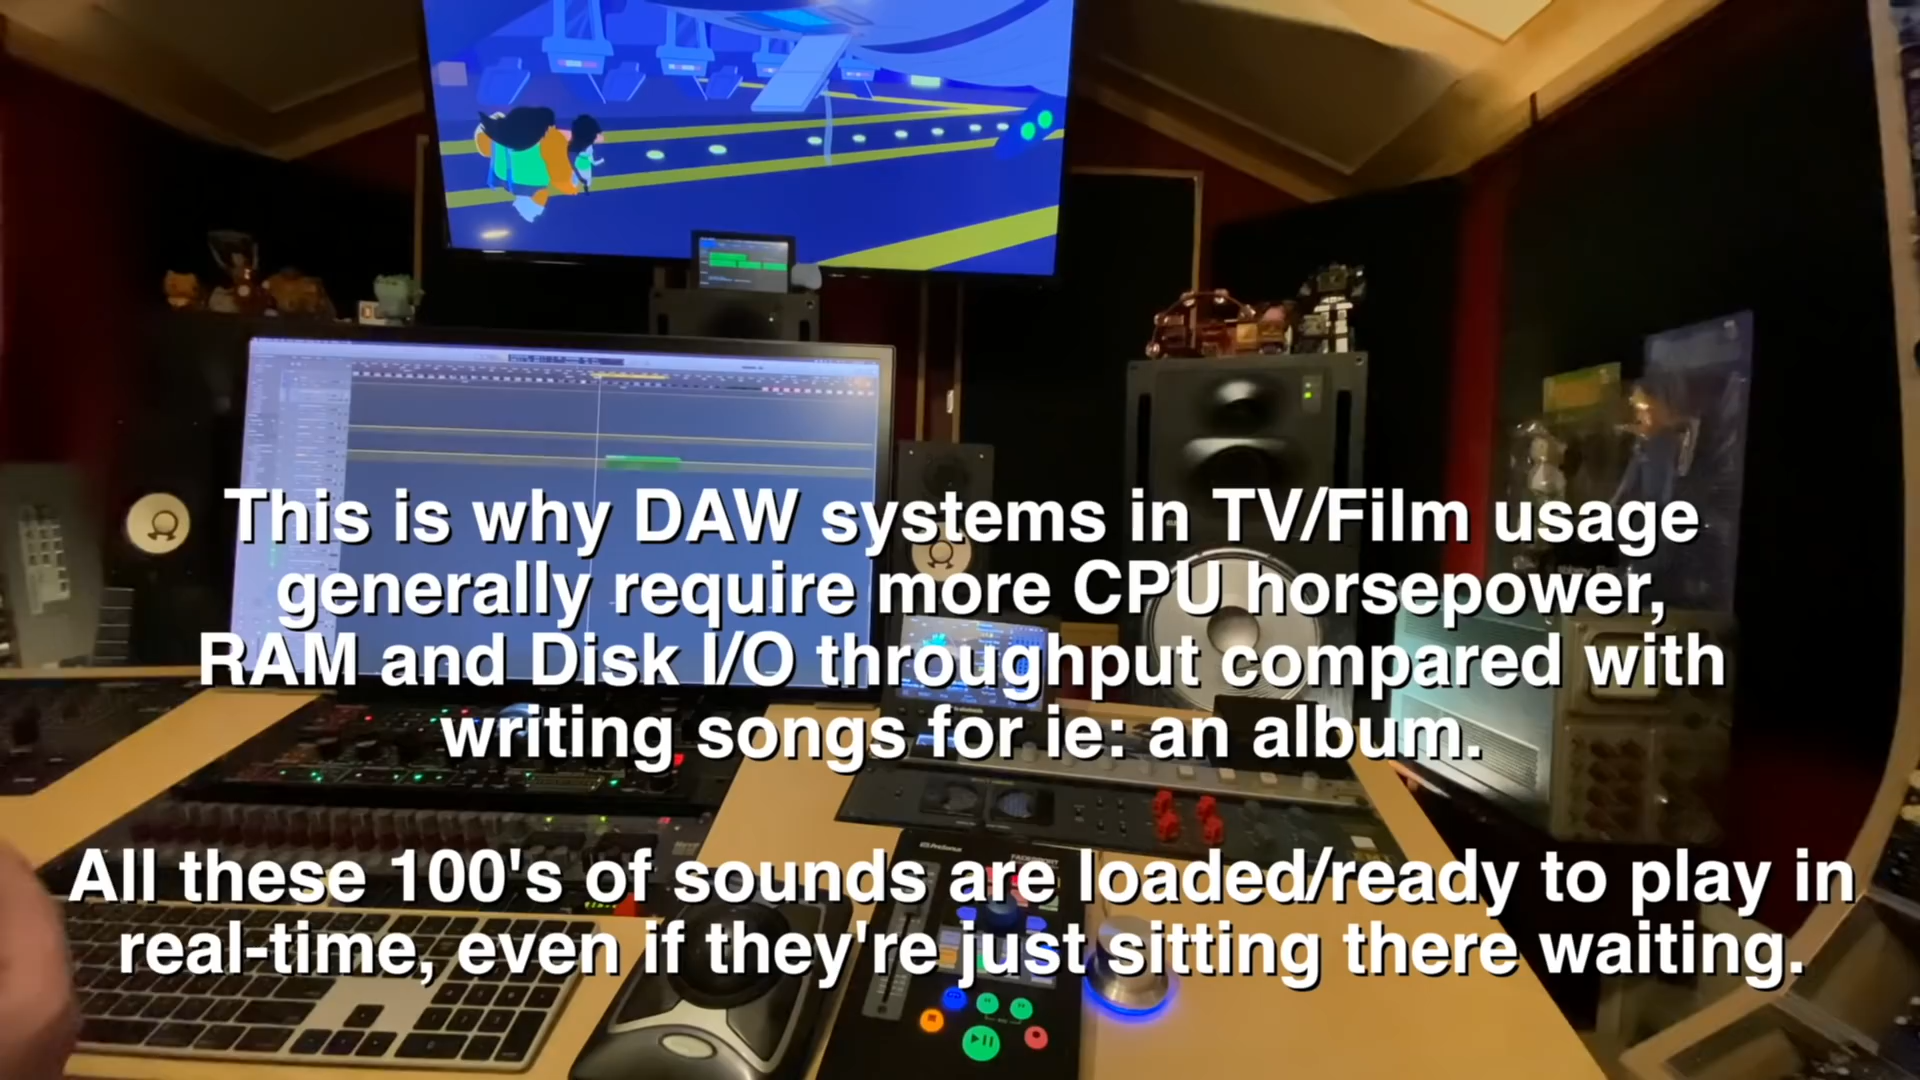 This is why DAW systems in TV/Film usage
generally require more CPU horsepower,
RAM and Disk I/O throughput compared with
writing songs for ie: an album.
All these 100's of sounds are loaded/ready to play in
real-time, even if they're just sitting there waiting.
PreSonus